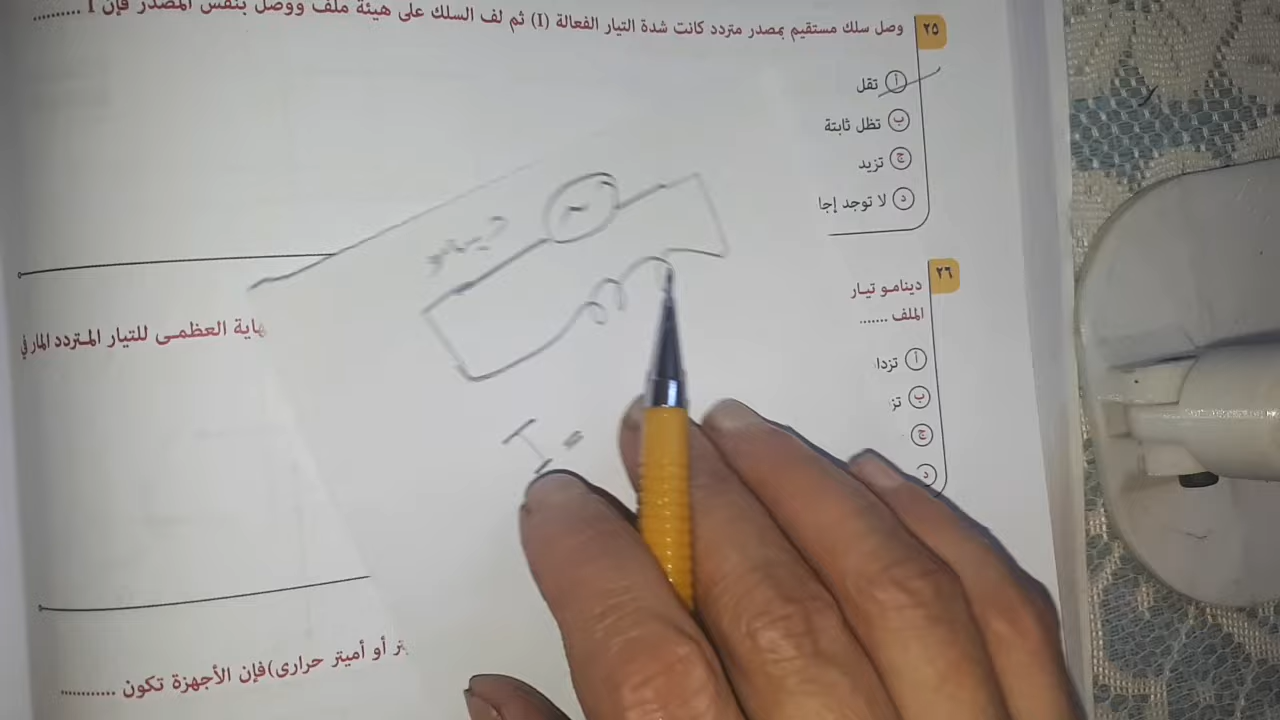 ٢٥ وصل سلك مستقيم بمصدر متردد كانت شدة التيار الفعالة (I) ثم لف السلك على هيئة ملف ووصل بنفس المصدر فإن I ..........
أ تقل
ب تظل ثابتة
ج تزيد
د لا توجد إجا
دينامو
~
I =
٢٦ دينامو تيار
هاية العظمى للتيار المتردد المار في
الملف .......
أ تزدا
ب تز
ج
د
تر أو أميتر حرارى)فإن الأجهزة تكون ............